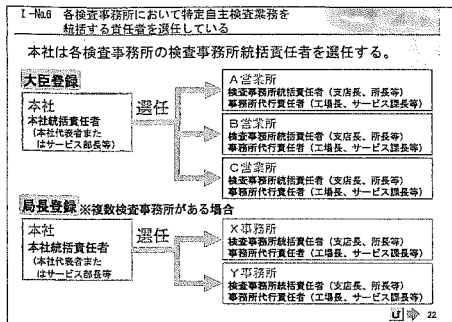 Ⅰ-No.6 各検査事務所において特定自主検査業務を
統括する責任者を選任している
本社は各検査事務所の検査事務所統括責任者を選任する。
大臣登録
本社
本社統括責任者
(本社代表者また
はサービス部長等)
選任
A営業所
検査事務所統括責任者(支店長、所長等)
事務所代行責任者(工場長、サービス課長等)
B営業所
検査事務所統括責任者(支店長、所長等)
事務所代行責任者(工場長、サービス課長等)
C営業所
検査事務所統括責任者(支店長、所長等)
事務所代行責任者(工場長、サービス課長等)
局長登録 ※複数検査事務所がある場合
本社
本社統括責任者
(本社代表者また
はサービス部長等
選任
X事務所
検査事務所統括責任者(支店長、所長等)
事務所代行責任者(工場長、サービス課長等)
Y事務所
検査事務所統括責任者(支店長、所長等)
事務所代行責任者(工場長、サービス課長等)
22